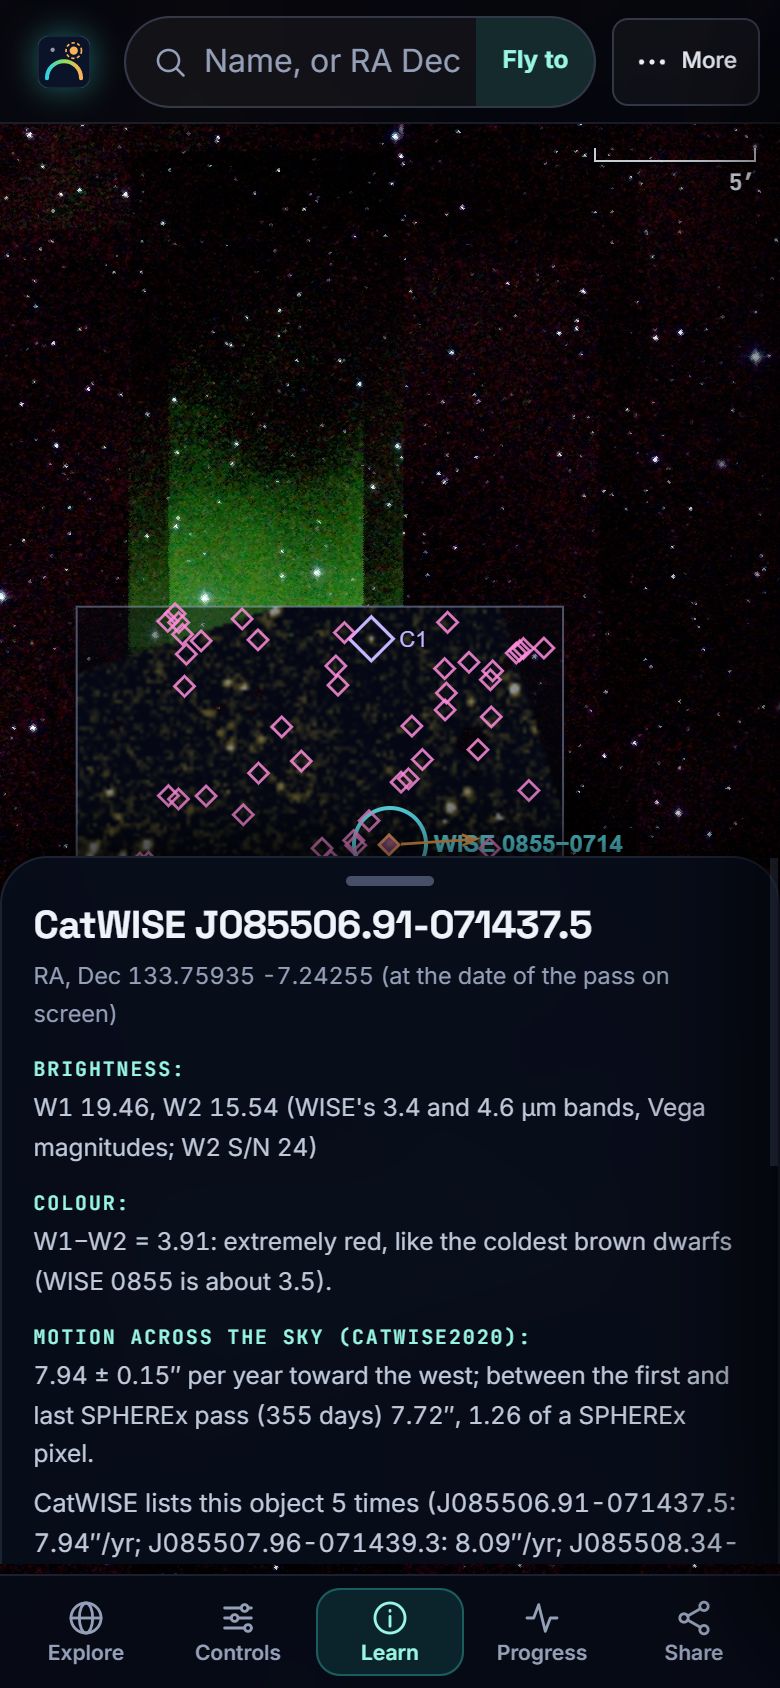 Name, or RA Dec
Fly to
More
5′
C1
WISE 0855−0714
CatWISE J085506.91-071437.5
RA, Dec 133.75935 -7.24255 (at the date of the pass on
screen)
BRIGHTNESS:
W1 19.46, W2 15.54 (WISE's 3.4 and 4.6 µm bands, Vega
magnitudes; W2 S/N 24)
COLOUR:
W1−W2 = 3.91: extremely red, like the coldest brown dwarfs
(WISE 0855 is about 3.5).
MOTION ACROSS THE SKY (CATWISE2020):
7.94 ± 0.15″ per year toward the west; between the first and
last SPHEREx pass (355 days) 7.72″, 1.26 of a SPHEREx
pixel.
CatWISE lists this object 5 times (J085506.91-071437.5:
7.94″/yr; J085507.96-071439.3: 8.09″/yr; J085508.34-
Explore
Controls
Learn
Progress
Share